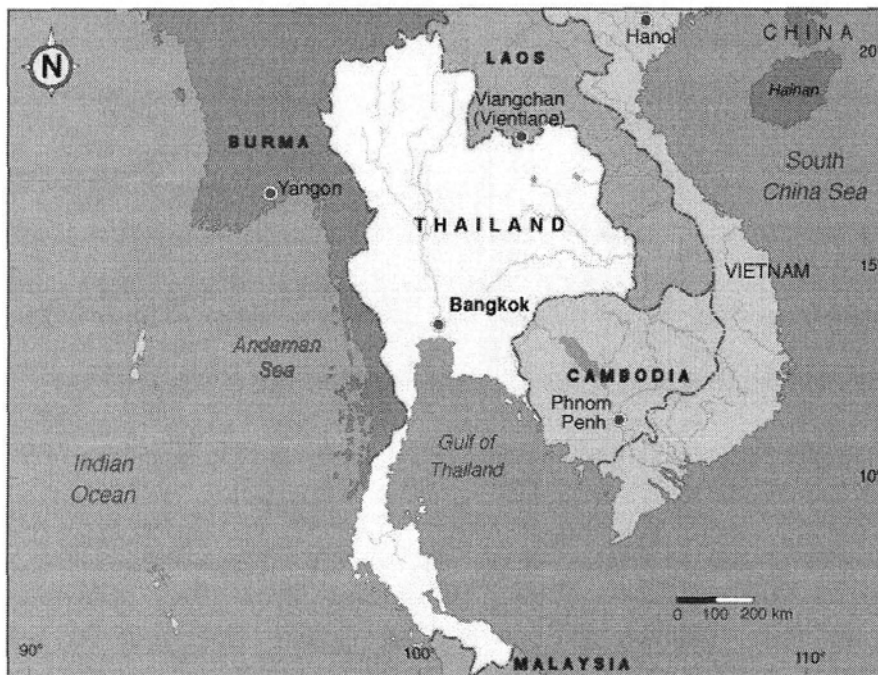 N
Hanoi
CHINA
20°
LAOS
Hainan
Viangchan
(Vientiane)
BURMA
Yangon
South
China Sea
THAILAND
15°
VIETNAM
Bangkok
Andaman
Sea
CAMBODIA
Phnom
Penh
Gulf of
Thailand
Indian
Ocean
10°
0 100 200 km
90°
100°
MALAYSIA
110°